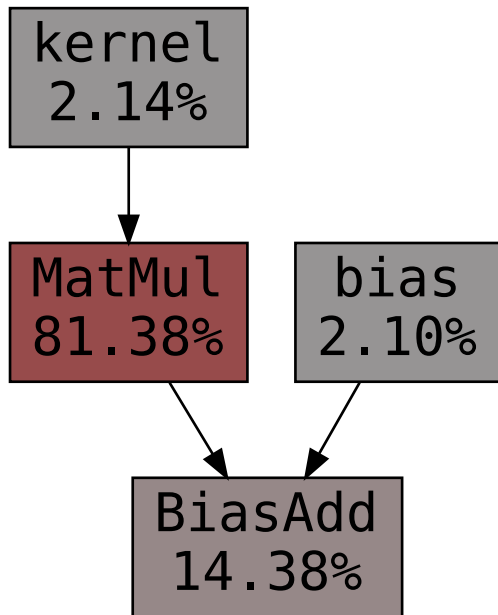 kernel
2.14%
MatMul
81.38%
bias
2.10%
BiasAdd
14.38%